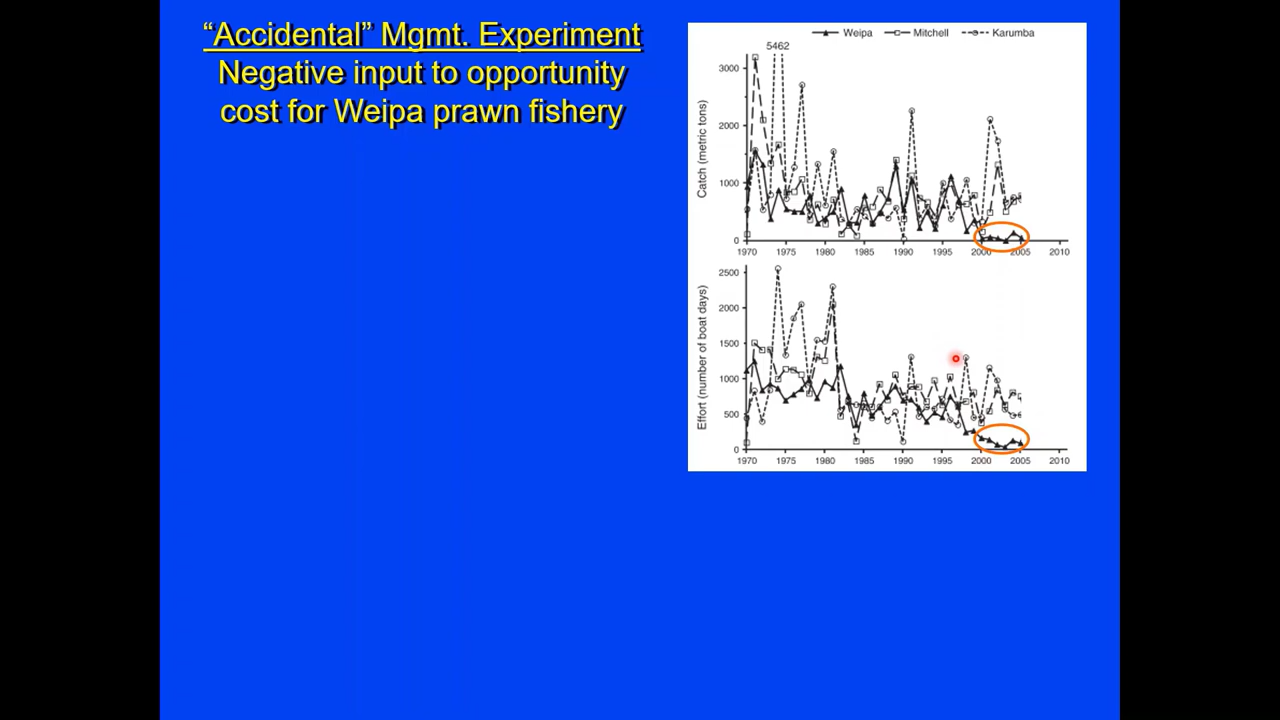 “Accidental” Mgmt. Experiment
Negative input to opportunity
cost for Weipa prawn fishery
Weipa Mitchell Karumba
5462
3000
2000
1000
0
Catch (metric tons)
1970 1975 1980 1985 1990 1995 2000 2005 2010
2500
2000
1500
1000
500
0
Effort (number of boat days)
1970 1975 1980 1985 1990 1995 2000 2005 2010